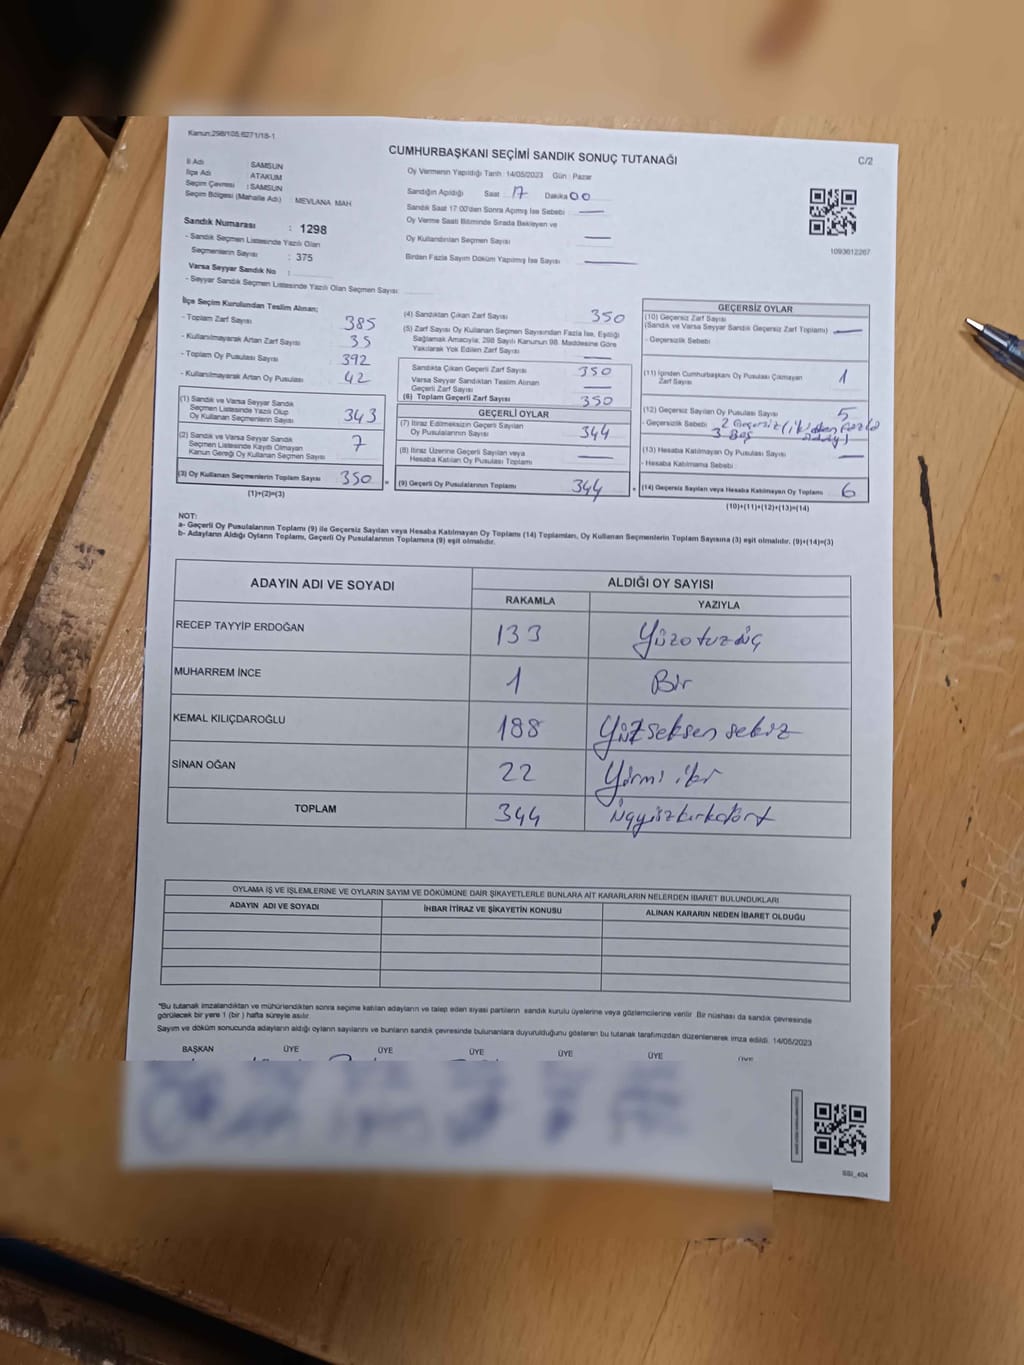 Kanun:298/105;6271/18-1
CUMHURBAŞKANI SEÇİMİ SANDIK SONUÇ TUTANAĞI
C/2
İl Adı : SAMSUN
İlçe Adı : ATAKUM
Seçim Çevresi : SAMSUN
Seçim Bölgesi (Mahalle Adı) : MEVLANA MAH
Oy Vermenin Yapıldığı Tarih : 14/05/2023 Gün : Pazar
Sandığın Açıldığı Saat 17 Dakika 00
Sandık Saat 17:00'den Sonra Açmış İse Sebebi :
Oy Verme Saati Bitiminde Sırada Bekleyen ve
Oy Kullandırılan Seçmen Sayısı
Birden Fazla Sayım Döküm Yapılmış İse Sayısı
1093612267
Sandık Numarası : 1298
- Sandık Seçmen Listesinde Yazılı Olan
Seçmenlerin Sayısı : 375
Varsa Seyyar Sandık No :
- Seyyar Sandık Seçmen Listesinde Yazılı Olan Seçmen Sayısı:
İlçe Seçim Kurulundan Teslim Alınan;
- Toplam Zarf Sayısı 385
- Kullanılmayarak Artan Zarf Sayısı 35
- Toplam Oy Pusulası Sayısı 392
- Kullanılmayarak Artan Oy Pusulası 42
(1) Sandık ve Varsa Seyyar Sandık
Seçmen Listesinde Yazılı Olup
Oy Kullanan Seçmenlerin Sayısı 343
(2) Sandık ve Varsa Seyyar Sandık
Seçmen Listesinde Kayıtlı Olmayan
Kanun Gereği Oy Kullanan Seçmen Sayısı 7
(3) Oy Kullanan Seçmenlerin Toplam Sayısı 350 =
(1)+(2)=(3)
(4) Sandıktan Çıkan Zarf Sayısı 350
(5) Zarf Sayısı Oy Kullanan Seçmen Sayısından Fazla İse, Eşitliği
Sağlamak Amacıyla; 298 Sayılı Kanunun 98. Maddesine Göre
Yakılarak Yok Edilen Zarf Sayısı
Sandıkta Çıkan Geçerli Zarf Sayısı 350
Varsa Seyyar Sandıktan Teslim Alınan
Geçerli Zarf Sayısı
(6) Toplam Geçerli Zarf Sayısı 350
GEÇERLİ OYLAR
(7) İtiraz Edilmeksizin Geçerli Sayılan
Oy Pusulalarının Sayısı 344
(8) İtiraz Üzerine Geçerli Sayılan veya
Hesaba Katılan Oy Pusulası Toplamı
(9) Geçerli Oy Pusulalarının Toplamı 344 +
GEÇERSİZ OYLAR
(10) Geçersiz Zarf Sayısı
(Sandık ve Varsa Seyyar Sandık Geçersiz Zarf Toplamı)
- Geçersizlik Sebebi
(11) İçinden Cumhurbaşkanı Oy Pusulası Çıkmayan
Zarf Sayısı 1
(12) Geçersiz Sayılan Oy Pusulası Sayısı 5
- Geçersizlik Sebebi 2 Geçersiz (ikiden fazla
3 Boş aday)
(13) Hesaba Katılmayan Oy Pusulası Sayısı
- Hesaba Katılmama Sebebi
(14) Geçersiz Sayılan veya Hesaba Katılmayan Oy Toplamı 6
(10)+(11)+(12)+(13)=(14)
NOT:
a- Geçerli Oy Pusulalarının Toplamı (9) ile Geçersiz Sayılan veya Hesaba Katılmayan Oy Toplamı (14) Toplamları, Oy Kullanan Seçmenlerin Toplam Sayısına (3) eşit olmalıdır. (9)+(14)=(3)
b- Adayların Aldığı Oyların Toplamı, Geçerli Oy Pusulalarının Toplamına (9) eşit olmalıdır.
ADAYIN ADI VE SOYADI ALDIĞI OY SAYISI
RAKAMLA YAZIYLA
RECEP TAYYİP ERDOĞAN 133 Yüzotuzüç
MUHARREM İNCE 1 Bir
KEMAL KILIÇDAROĞLU 188 Yüzseksen sekiz
SİNAN OĞAN 22 Yirmi iki
TOPLAM 344 Üçyüzkırkdört
OYLAMA İŞ VE İŞLEMLERİNE VE OYLARIN SAYIM VE DÖKÜMÜNE DAİR ŞİKAYETLERLE BUNLARA AİT KARARLARIN NELERDEN İBARET BULUNDUKLARI
ADAYIN ADI VE SOYADI İHBAR İTİRAZ VE ŞİKAYETİN KONUSU ALINAN KARARIN NEDEN İBARET OLDUĞU
*Bu tutanak imzalandıktan ve mühürlendikten sonra seçime katılan adayların ve talep eden siyasi partilerin sandık kurulu üyelerine veya gözlemcilerine verilir. Bir nüshası da sandık çevresinde
görülecek bir yere 1 (bir ) hafta süreyle asılır.
Sayım ve döküm sonucunda adayların aldığı oyların sayılarını ve bunların sandık çevresinde bulunanlara duyurulduğunu gösteren bu tutanak tarafımızdan düzenlenerek imza edildi. 14/05/2023
BAŞKAN ÜYE ÜYE ÜYE ÜYE ÜYE ÜYE
SSI_404